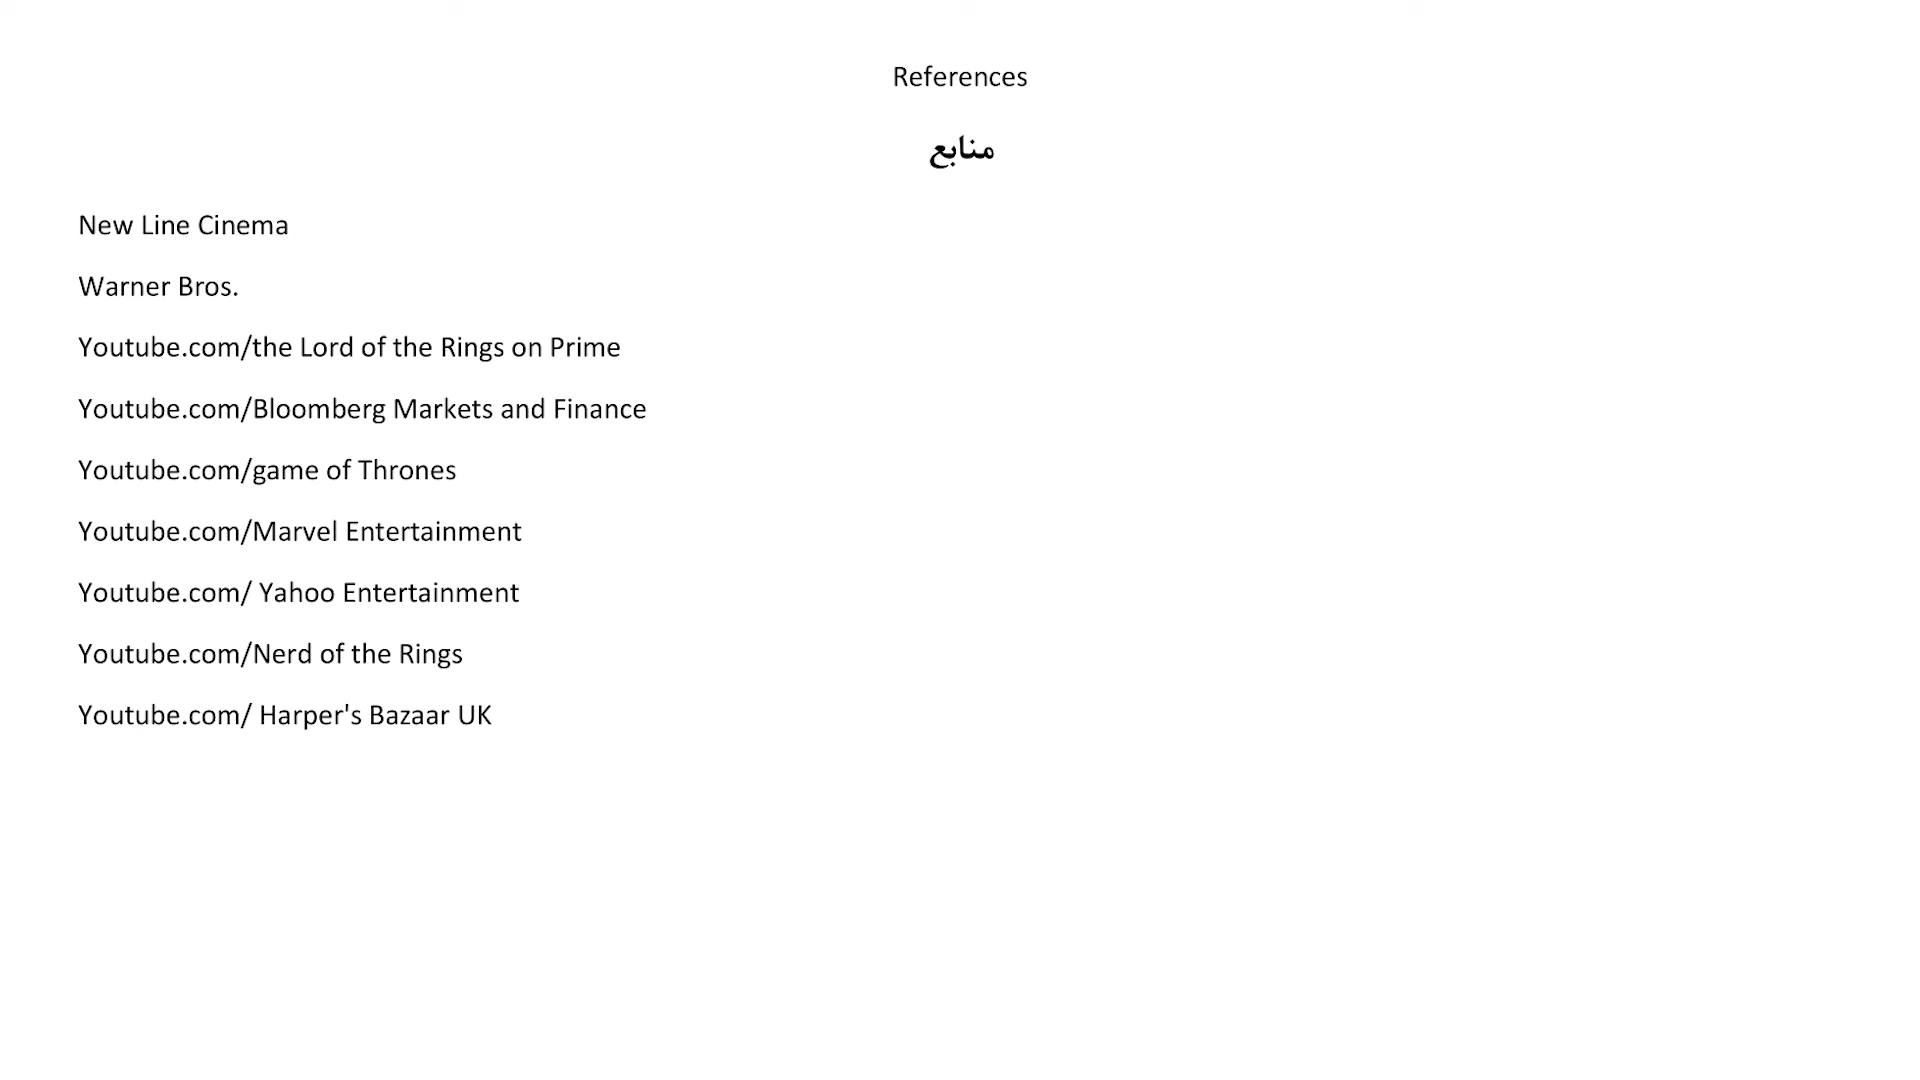 References
منابع
New Line Cinema
Warner Bros.
Youtube.com/the Lord of the Rings on Prime
Youtube.com/Bloomberg Markets and Finance
Youtube.com/game of Thrones
Youtube.com/Marvel Entertainment
Youtube.com/ Yahoo Entertainment
Youtube.com/Nerd of the Rings
Youtube.com/ Harper's Bazaar UK